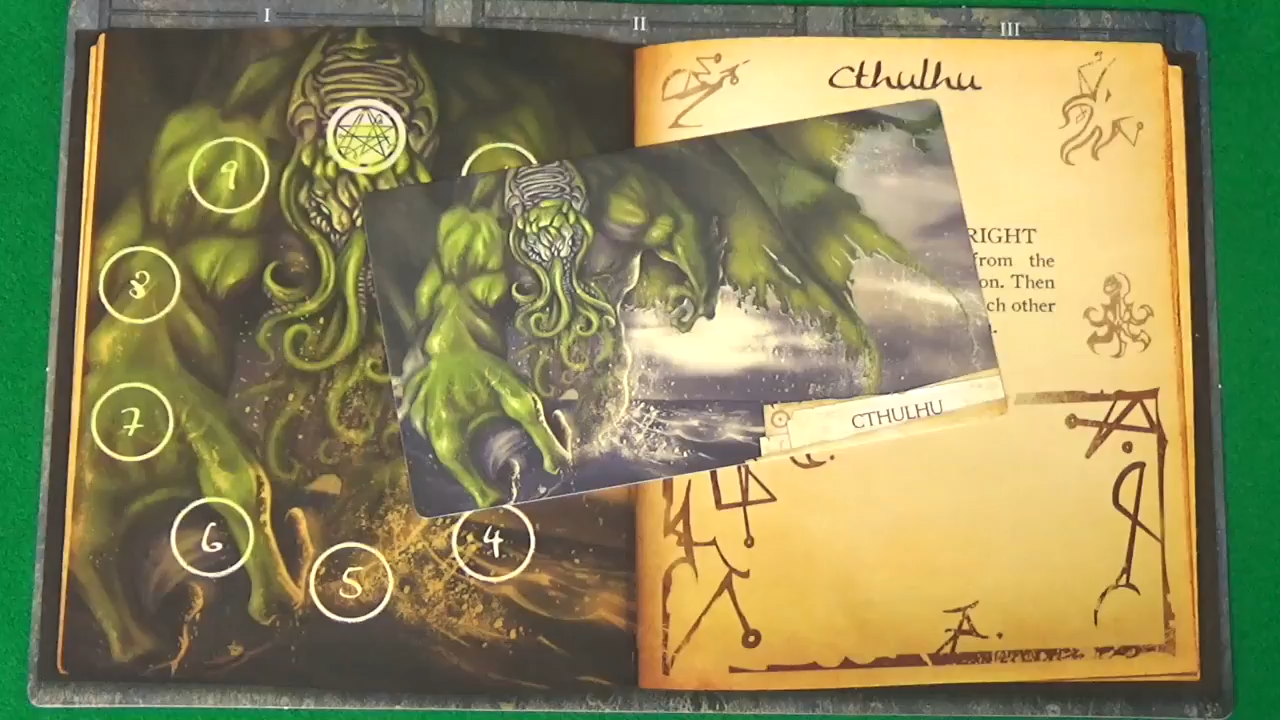 I
II
III
Cthulhu
9
8
7
6
5
4
RIGHT
from the
on. Then
ch other
CTHULHU